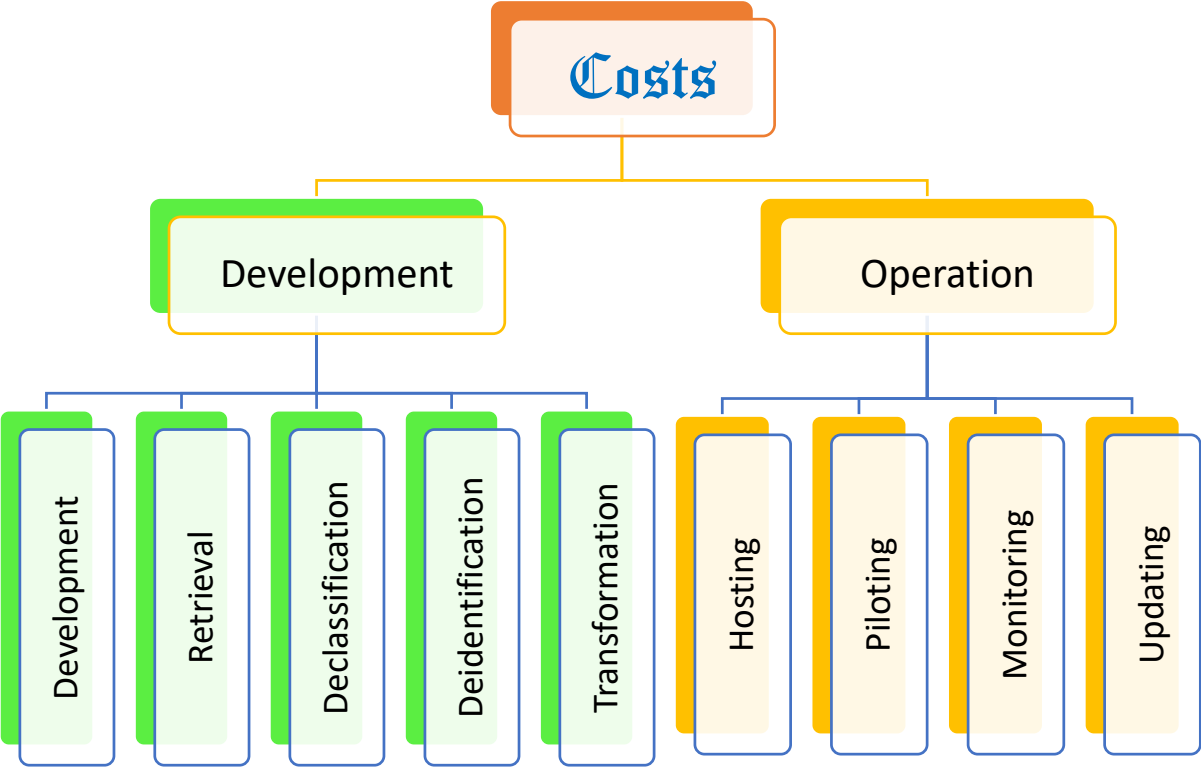 Costs
Development
Operation
Development
Retrieval
Declassification
Deidentification
Transformation
Hosting
Piloting
Monitoring
Updating